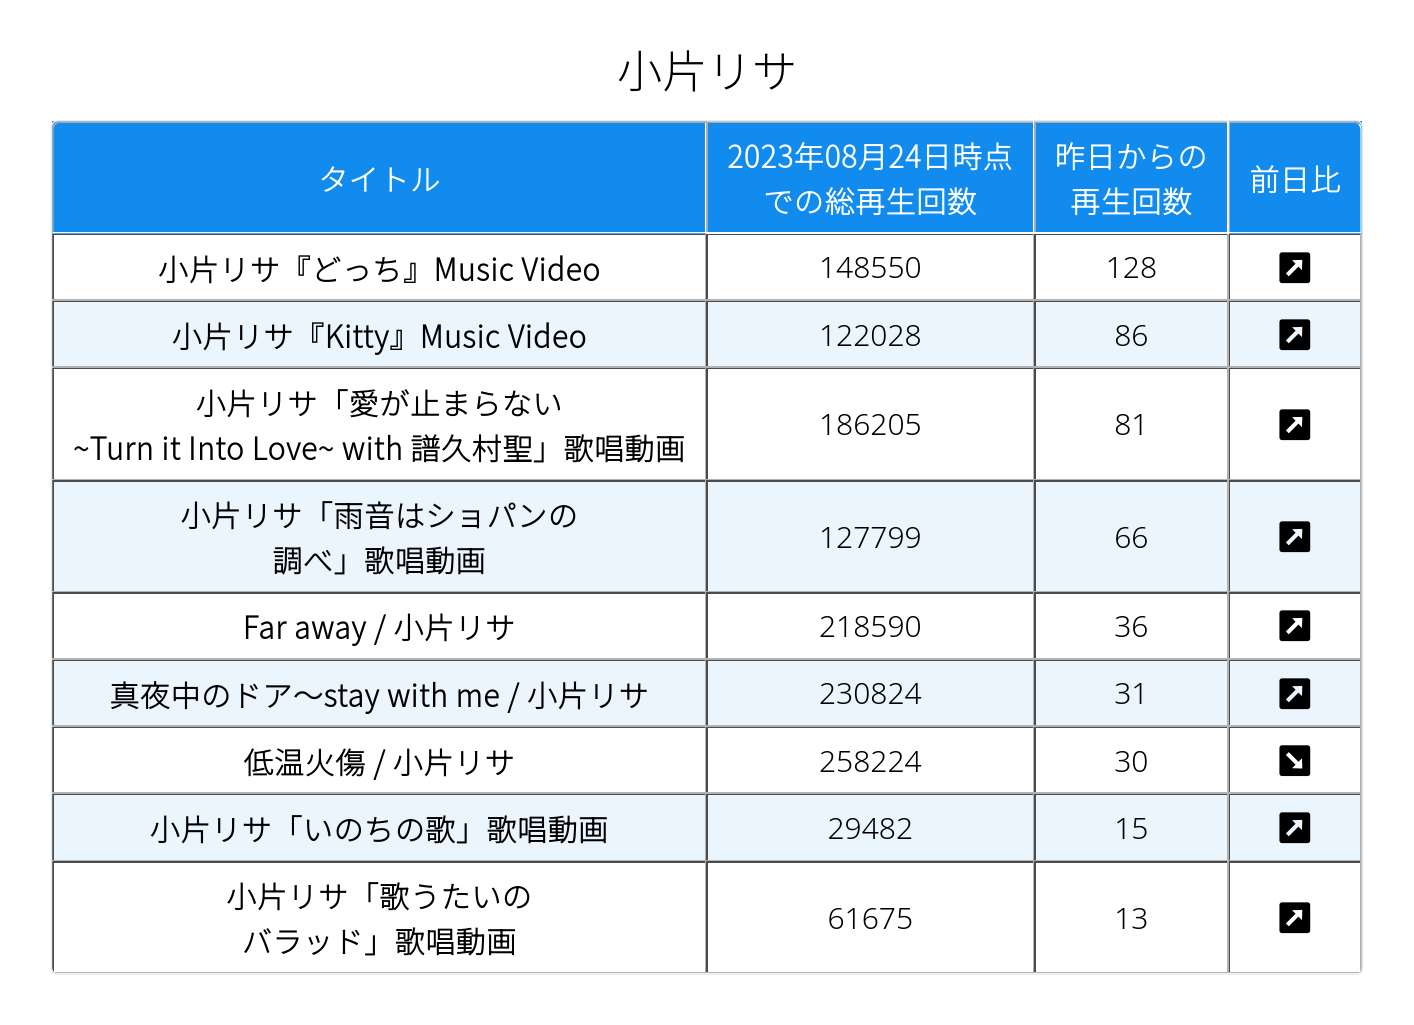 小片リサ
タイトル
2023年08月24日時点
での総再生回数
昨日からの
再生回数
前日比
小片リサ『どっち』Music Video
148550
128
小片リサ『Kitty』Music Video
122028
86
小片リサ「愛が止まらない
~Turn it Into Love~ with 譜久村聖」歌唱動画
186205
81
小片リサ「雨音はショパンの
調べ」歌唱動画
127799
66
Far away / 小片リサ
218590
36
真夜中のドア〜stay with me / 小片リサ
230824
31
低温火傷 / 小片リサ
258224
30
小片リサ「いのちの歌」歌唱動画
29482
15
小片リサ「歌うたいの
バラッド」歌唱動画
61675
13